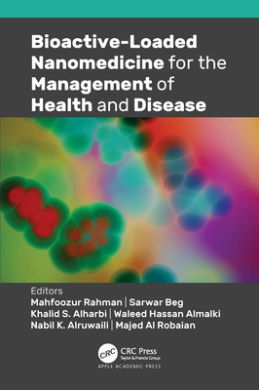 Bioactive-Loaded
Nanomedicine for the
Management of
Health and Disease
Editors
Mahfoozur Rahman | Sarwar Beg
Khalid S. Alharbi | Waleed Hassan Almalki
Nabil K. Alruwaili | Majed Al Robaian
CRC
CRC Press
Taylor & Francis Group
APPLE ACADEMIC PRESS